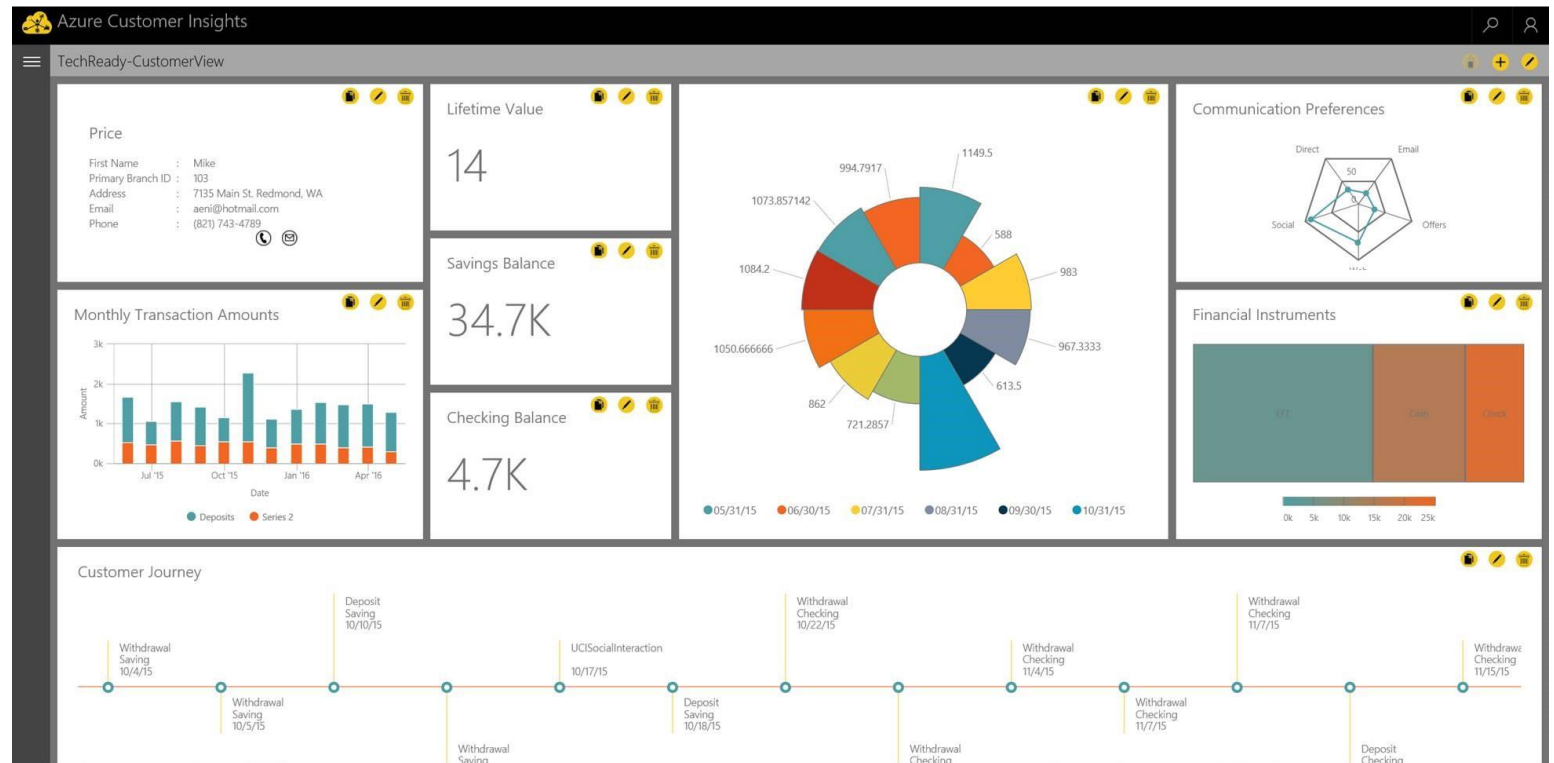 Azure Customer Insights
TechReady-CustomerView
Price
First Name : Mike
Primary Branch ID : 103
Address : 7135 Main St. Redmond, WA
Email : aeni@hotmail.com
Phone : (821) 743-4789
Lifetime Value
14
Savings Balance
34.7K
Checking Balance
4.7K
Monthly Transaction Amounts
3k
2k
1k
0k
Amount
Jul '15 Oct '15 Jan '16 Apr '16
Date
Deposits Series 2
1149.5
588
983
967.3333
613.5
721.2857
862
1050.666666
1084.2
1073.857142
994.7917
05/31/15 06/30/15 07/31/15 08/31/15 09/30/15 10/31/15
Communication Preferences
Direct Email
50
0
Social Offers
Financial Instruments
Cash Check
0k 5k 10k 15k 20k 25k
Customer Journey
Withdrawal
Saving
10/4/15
Withdrawal
Saving
10/5/15
Deposit
Saving
10/10/15
Withdrawal
Saving
UCISocialInteraction
10/17/15
Deposit
Saving
10/18/15
Withdrawal
Checking
10/22/15
Withdrawal
Checking
Withdrawal
Checking
11/4/15
Withdrawal
Checking
11/7/15
Withdrawal
Checking
11/7/15
Deposit
Checking
Withdrawa
Checking
11/15/15